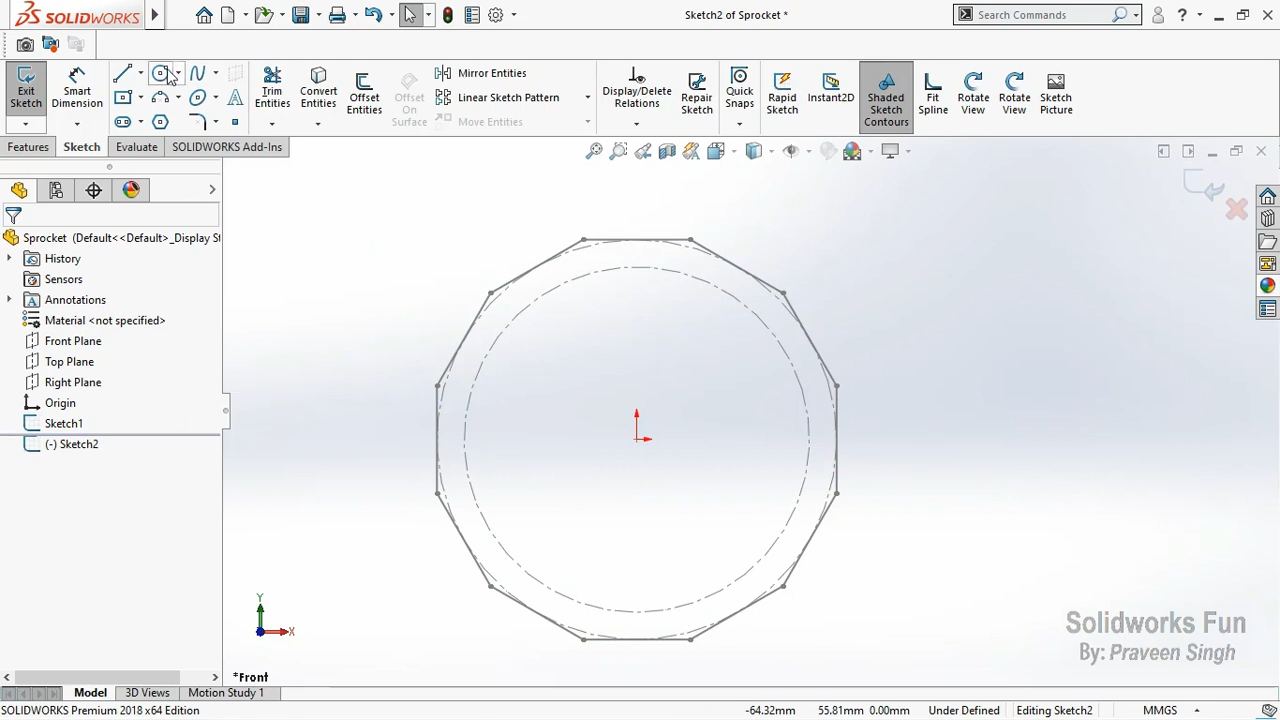 SOLIDWORKS
Sketch2 of Sprocket *
Search Commands
Exit Sketch
Smart Dimension
Trim Entities
Convert Entities
Offset Entities
Offset On Surface
Mirror Entities
Linear Sketch Pattern
Move Entities
Display/Delete Relations
Repair Sketch
Quick Snaps
Rapid Sketch
Instant2D
Shaded Sketch Contours
Fit Spline
Rotate View
Rotate View
Sketch Picture
Features
Sketch
Evaluate
SOLIDWORKS Add-Ins
Sprocket (Default<<Default>_Display St
History
Sensors
Annotations
Material <not specified>
Front Plane
Top Plane
Right Plane
Origin
Sketch1
(-) Sketch2
Y
X
*Front
Solidworks Fun
By: Praveen Singh
Model
3D Views
Motion Study 1
SOLIDWORKS Premium 2018 x64 Edition
-64.32mm
55.81mm
0.00mm
Under Defined
Editing Sketch2
MMGS